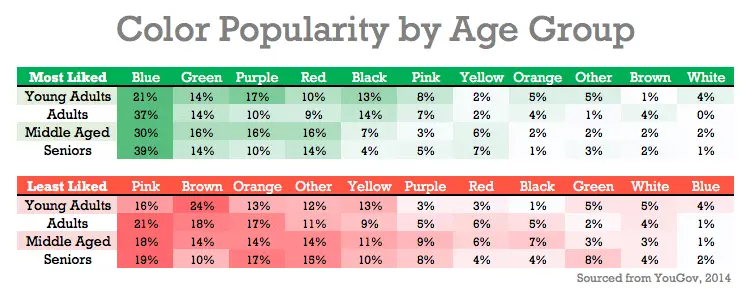 Color Popularity by Age Group
Most Liked Blue Green Purple Red Black Pink Yellow Orange Other Brown White
Young Adults 21% 14% 17% 10% 13% 8% 2% 5% 5% 1% 4%
Adults 37% 14% 10% 9% 14% 7% 2% 4% 1% 4% 0%
Middle Aged 30% 16% 16% 16% 7% 3% 6% 2% 2% 2% 2%
Seniors 39% 14% 10% 14% 4% 5% 7% 1% 3% 2% 1%
Least Liked Pink Brown Orange Other Yellow Purple Red Black Green White Blue
Young Adults 16% 24% 13% 12% 13% 3% 3% 1% 5% 5% 4%
Adults 21% 18% 17% 11% 9% 5% 6% 5% 2% 4% 1%
Middle Aged 18% 14% 14% 14% 11% 9% 6% 7% 3% 3% 1%
Seniors 19% 10% 17% 15% 10% 8% 4% 4% 8% 4% 2%
Sourced from YouGov, 2014